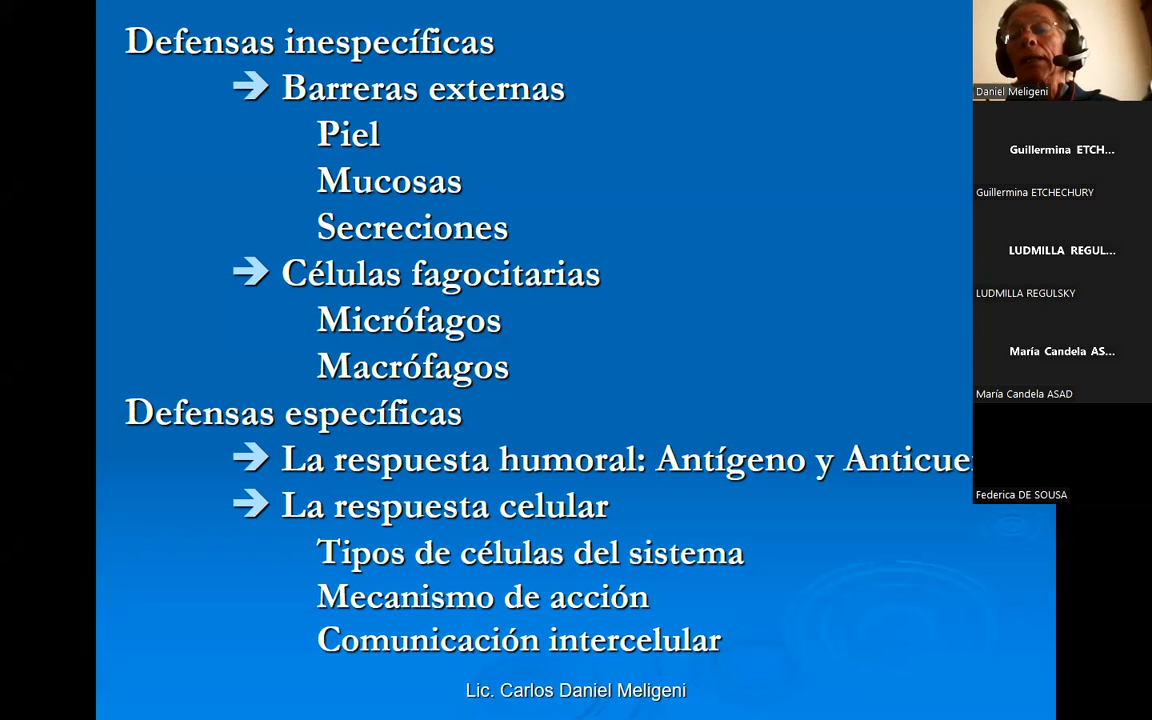 Defensas inespecíficas
➔ Barreras externas
Piel
Mucosas
Secreciones
➔ Células fagocitarias
Micrófagos
Macrófagos
Defensas específicas
➔ La respuesta humoral: Antígeno y Anticue
➔ La respuesta celular
Tipos de células del sistema
Mecanismo de acción
Comunicación intercelular
Lic. Carlos Daniel Meligeni
Daniel Meligeni
Guillermina ETCH...
Guillermina ETCHECHURY
LUDMILLA REGUL...
LUDMILLA REGULSKY
María Candela AS...
María Candela ASAD
Federica DE SOUSA